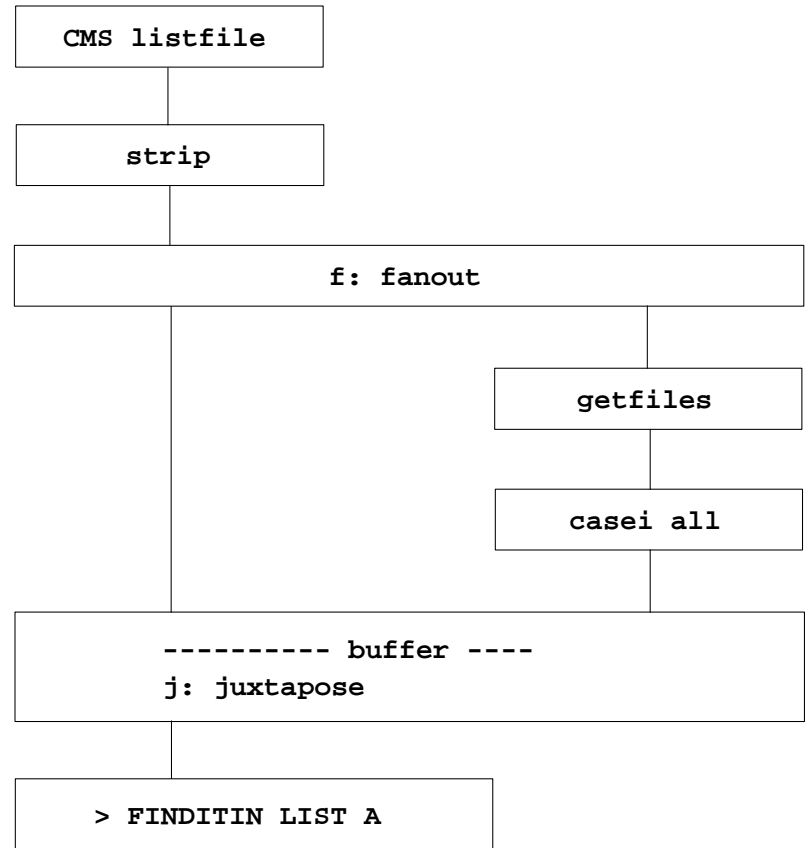 CMS listfile
strip
f: fanout
getfiles
casei all
---------- buffer ----
j: juxtapose
> FINDITIN LIST A